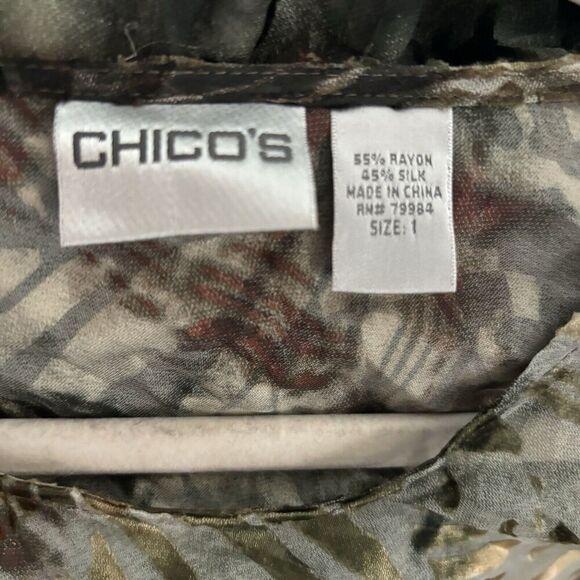 CHICO'S
55% RAYON
45% SILK
MADE IN CHINA
RN# 79984
SIZE: 1